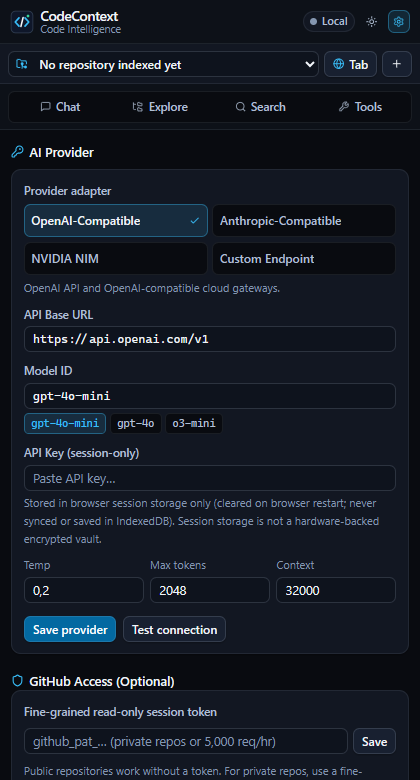 CodeContext
Code Intelligence
Local
No repository indexed yet
Tab
+
Chat
Explore
Search
Tools
AI Provider
Provider adapter
OpenAI-Compatible
Anthropic-Compatible
NVIDIA NIM
Custom Endpoint
OpenAI API and OpenAI-compatible cloud gateways.
API Base URL
https://api.openai.com/v1
Model ID
gpt-4o-mini
gpt-4o-mini
gpt-4o
o3-mini
API Key (session-only)
Paste API key...
Stored in browser session storage only (cleared on browser restart; never
synced or saved in IndexedDB). Session storage is not a hardware-backed
encrypted vault.
Temp
Max tokens
Context
0,2
2048
32000
Save provider
Test connection
GitHub Access (Optional)
Fine-grained read-only session token
github_pat_... (private repos or 5,000 req/hr)
Save
Public repositories work without a token. For private repos, use a fine-